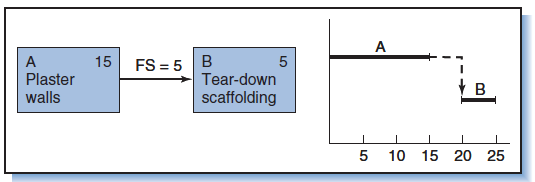 A 15
Plaster
walls
FS = 5
B 5
Tear-down
scaffolding
A
B
5 10 15 20 25